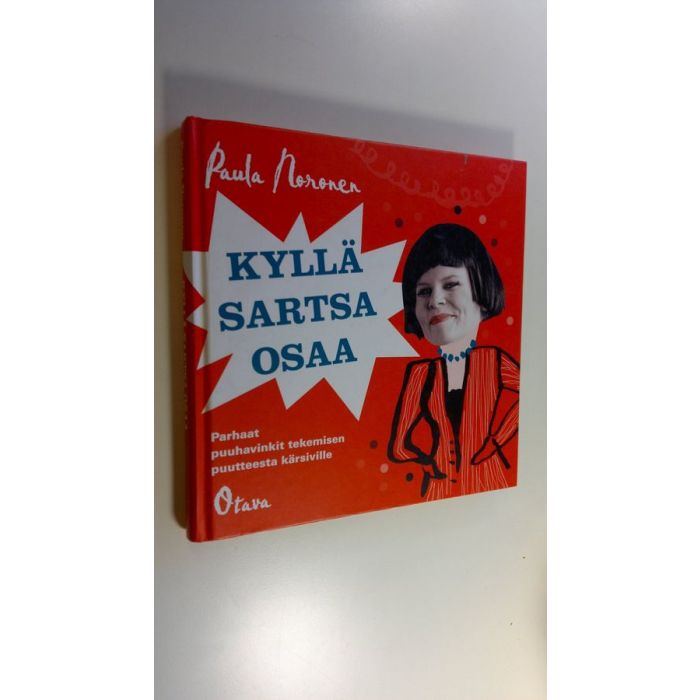 Paula Noronen
KYLLÄ
SARTSA
OSAA
Parhaat
puuhavinkit tekemisen
puutteesta kärsiville
Otava